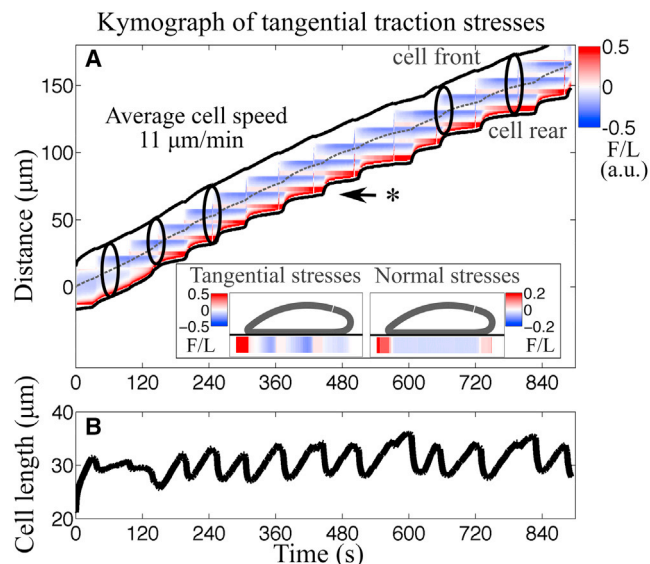 Kymograph of tangential traction stresses
A
cell front
Average cell speed
11 μm/min
cell rear
*
0.5
0
-0.5
F/L
(a.u.)
Distance (μm)
150
100
50
0
Tangential stresses
0.5
-0.5
F/L
Normal stresses
0.2
-0.2
F/L
0 120 240 360 480 600 720 840
B
Cell length (μm)
40
30
20
0 120 240 360 480 600 720 840
Time (s)